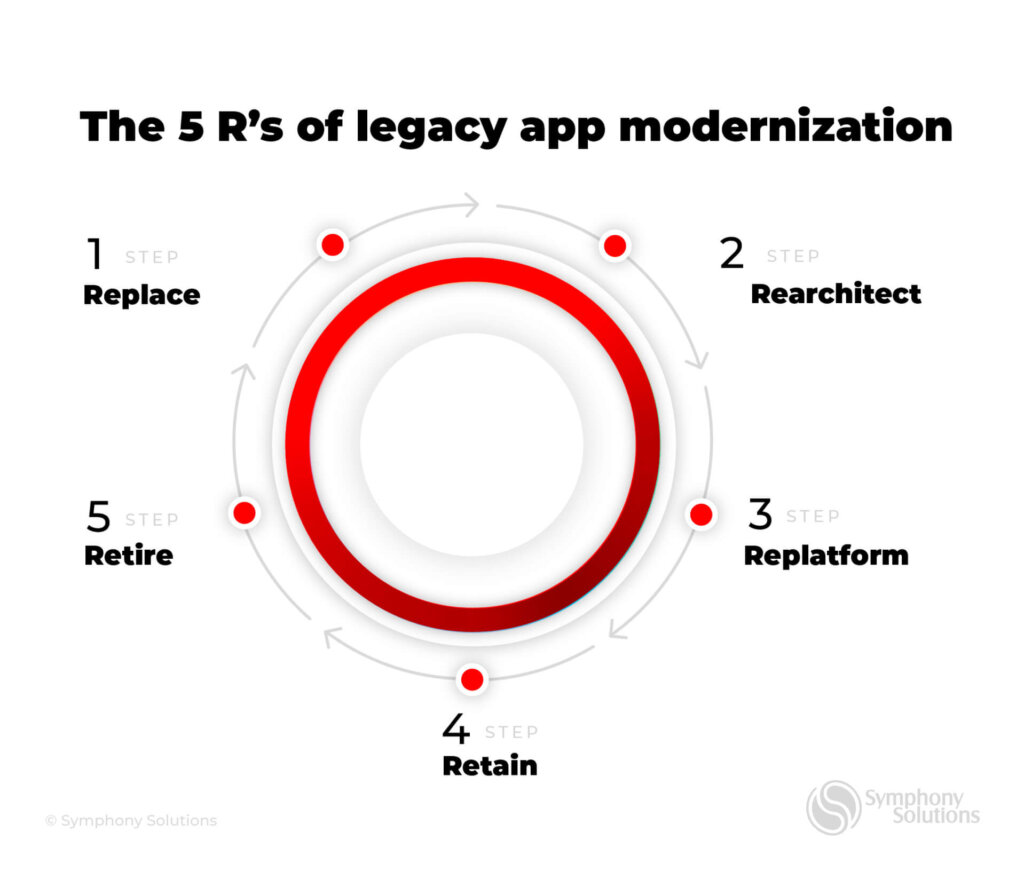 The 5 R’s of legacy app modernization
1 STEP
Replace
2 STEP
Rearchitect
3 STEP
Replatform
4 STEP
Retain
5 STEP
Retire
© Symphony Solutions
Symphony
Solutions